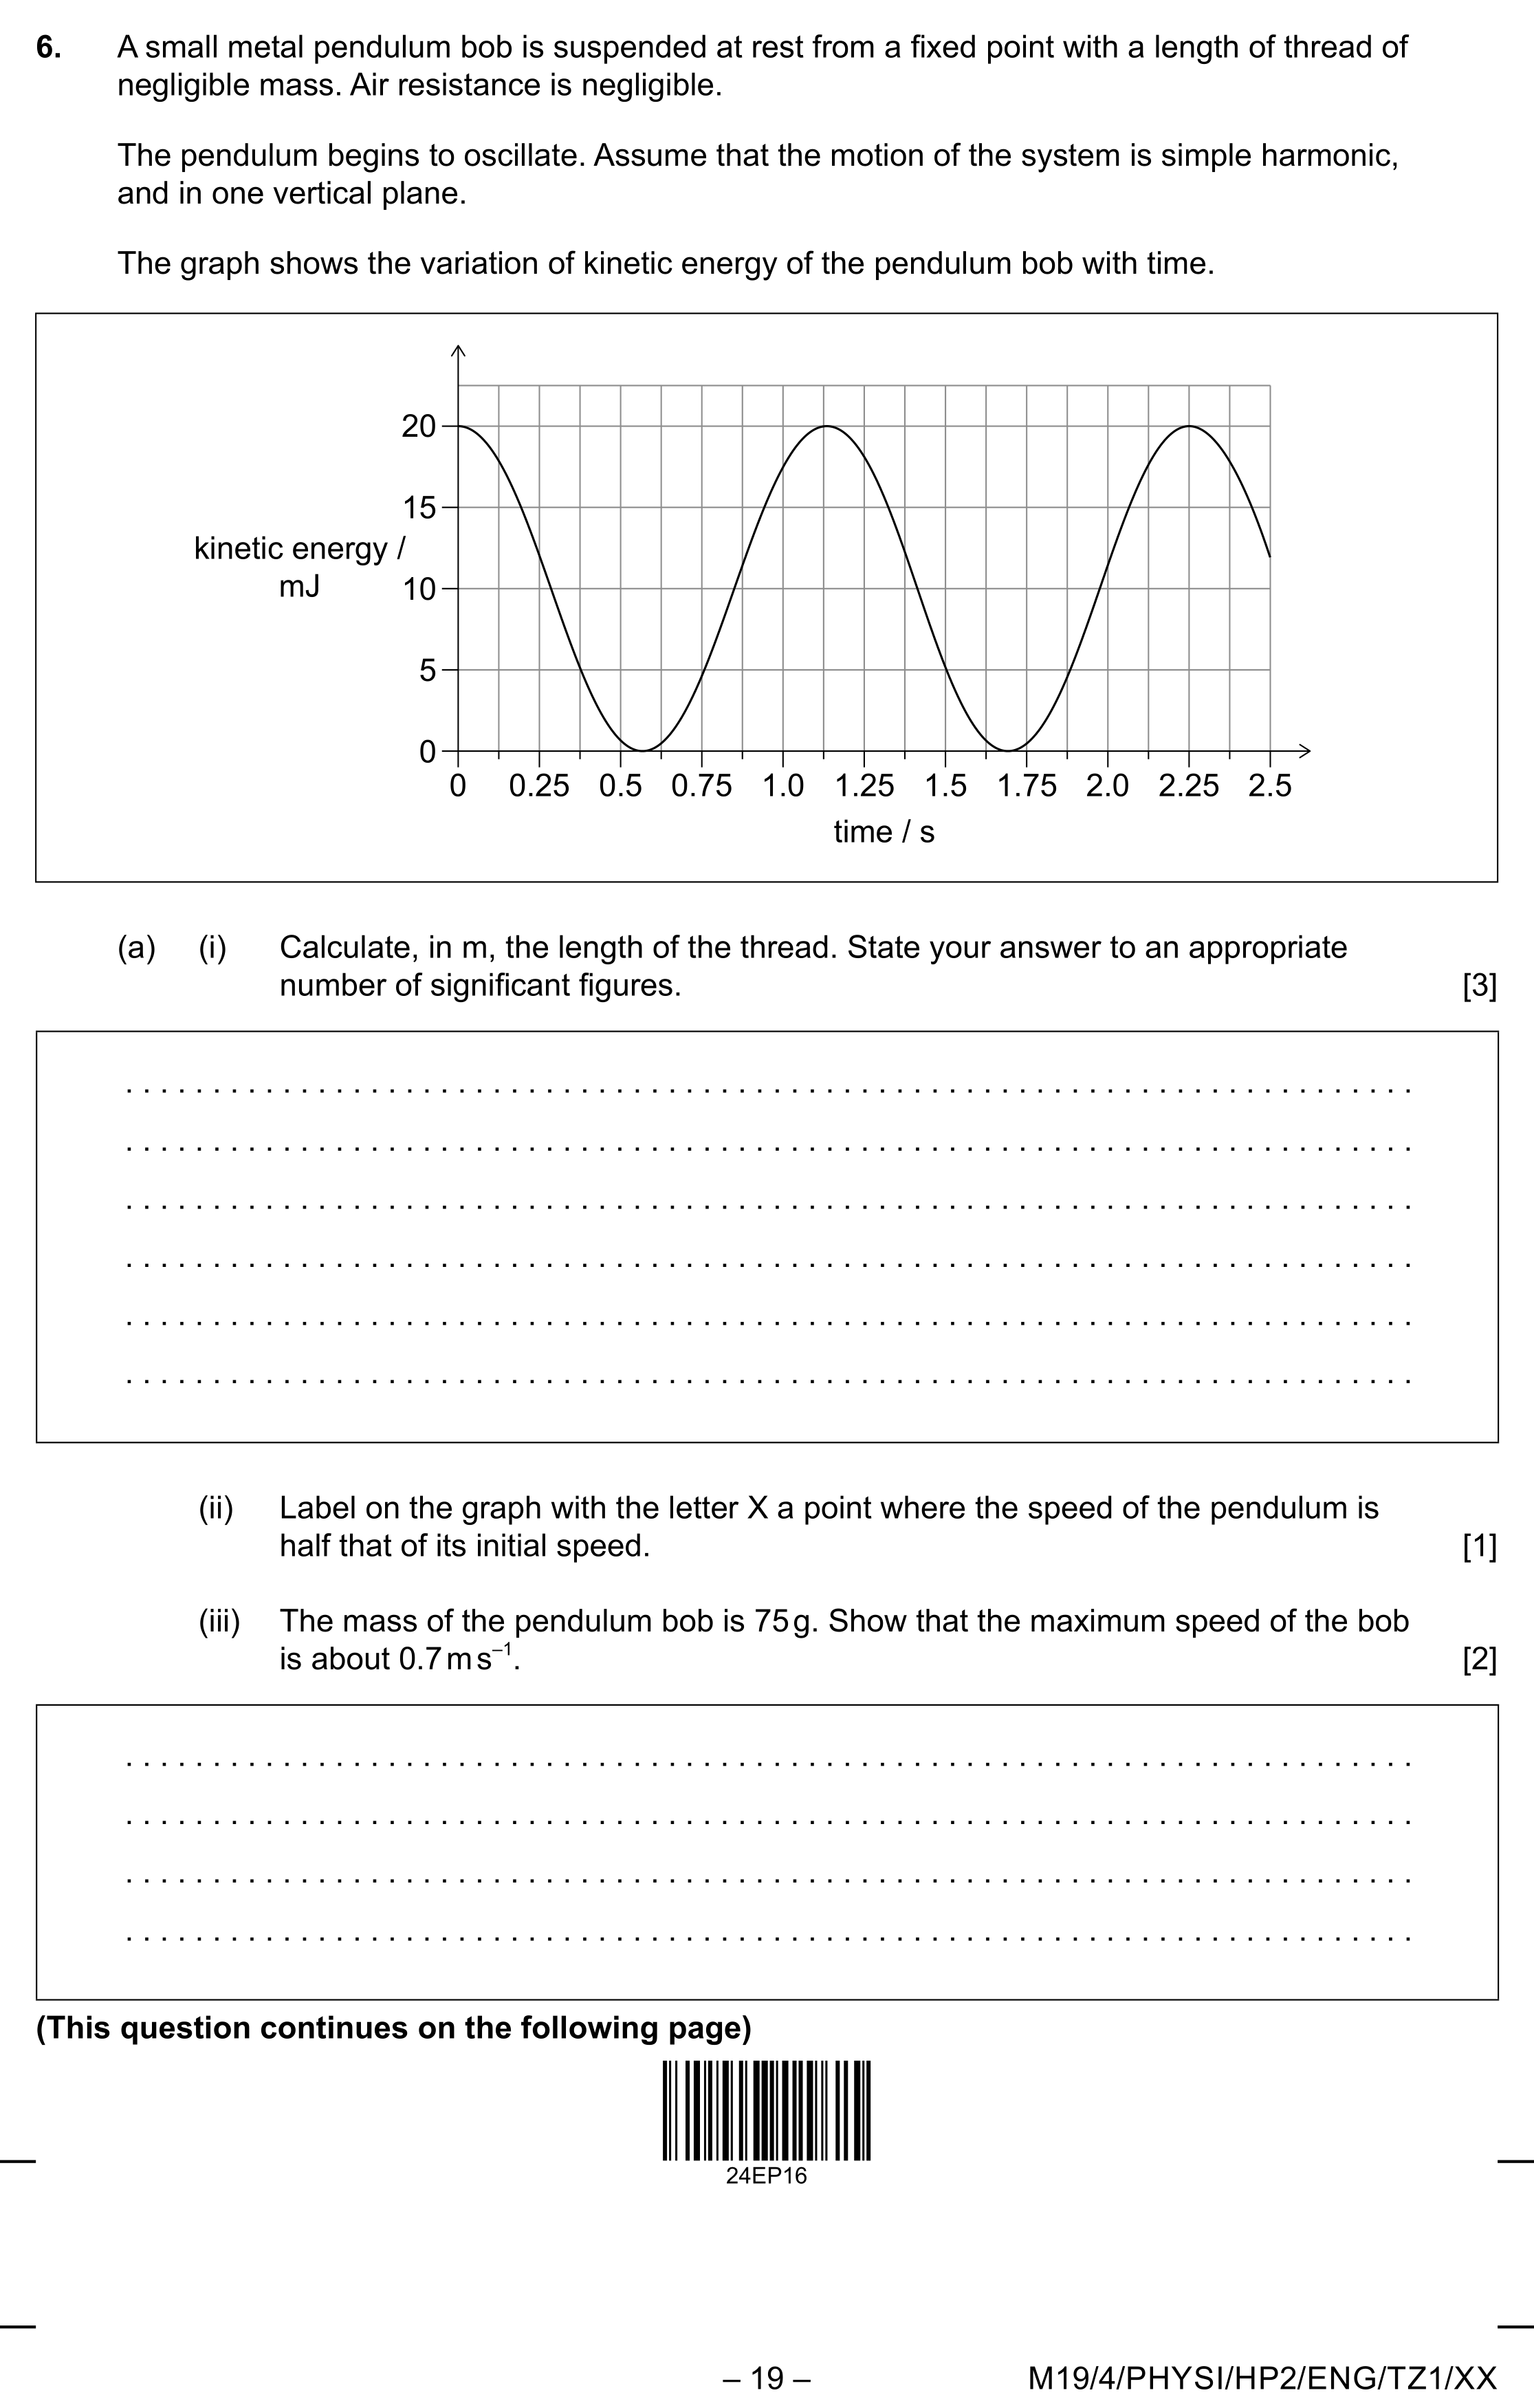 6. A small metal pendulum bob is suspended at rest from a fixed point with a length of thread of
negligible mass. Air resistance is negligible.
The pendulum begins to oscillate. Assume that the motion of the system is simple harmonic,
and in one vertical plane.
The graph shows the variation of kinetic energy of the pendulum bob with time.
20
15
kinetic energy /
mJ
10
5
0
0 0.25 0.5 0.75 1.0 1.25 1.5 1.75 2.0 2.25 2.5
time / s
(a) (i) Calculate, in m, the length of the thread. State your answer to an appropriate
number of significant figures. [3]
(ii) Label on the graph with the letter X a point where the speed of the pendulum is
half that of its initial speed. [1]
(iii) The mass of the pendulum bob is 75 g. Show that the maximum speed of the bob
is about 0.7 m s⁻¹. [2]
(This question continues on the following page)
24EP16
– 19 – M19/4/PHYSI/HP2/ENG/TZ1/XX